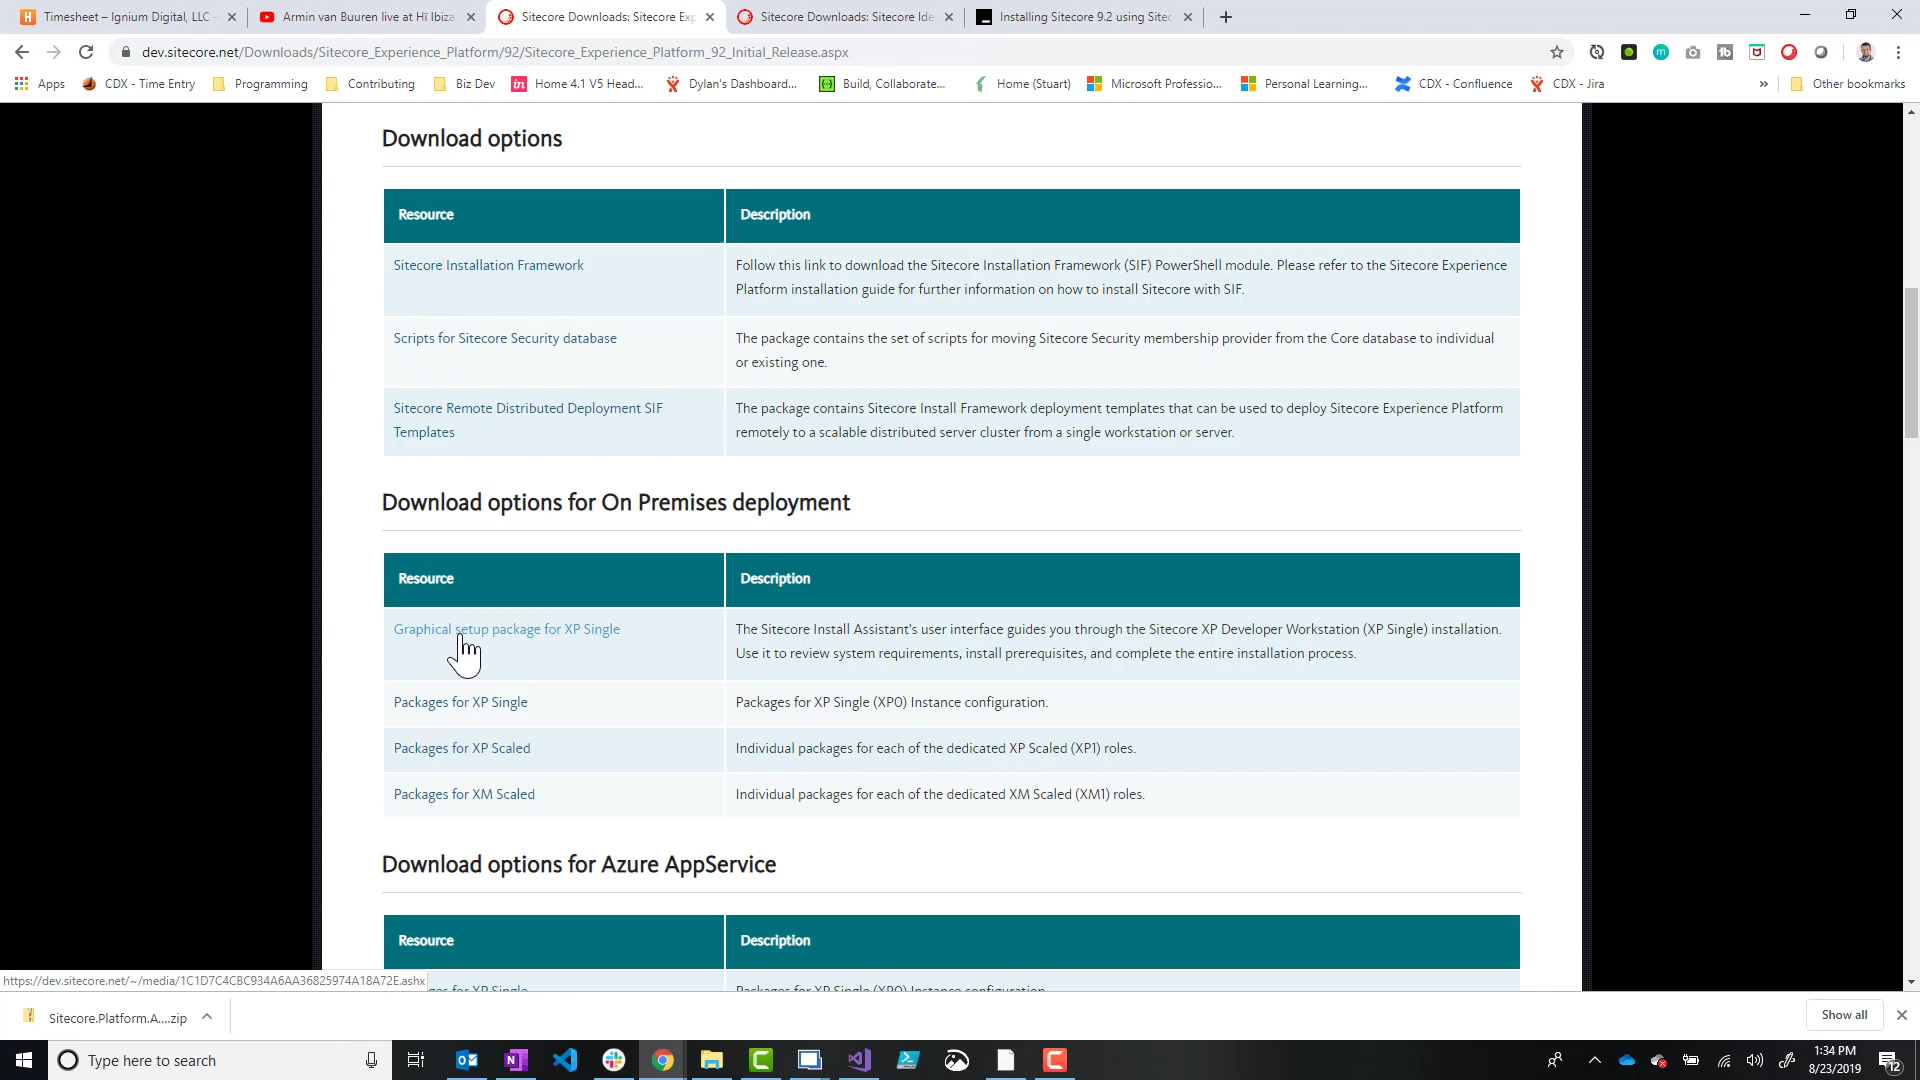 Timesheet – Ignium Digital, LLC –
Armin van Buuren live at Hï Ibiza
Sitecore Downloads: Sitecore Exp
Sitecore Downloads: Sitecore Ide
Installing Sitecore 9.2 using Sitec
dev.sitecore.net/Downloads/Sitecore_Experience_Platform/92/Sitecore_Experience_Platform_92_Initial_Release.aspx
Apps
CDX - Time Entry
Programming
Contributing
Biz Dev
Home 4.1 V5 Head...
Dylan's Dashboard...
Build, Collaborate...
Home (Stuart)
Microsoft Professio...
Personal Learning...
CDX - Confluence
CDX - Jira
»
Other bookmarks
Download options
Resource
Description
Sitecore Installation Framework
Follow this link to download the Sitecore Installation Framework (SIF) PowerShell module. Please refer to the Sitecore Experience
Platform installation guide for further information on how to install Sitecore with SIF.
Scripts for Sitecore Security database
The package contains the set of scripts for moving Sitecore Security membership provider from the Core database to individual
or existing one.
Sitecore Remote Distributed Deployment SIF
Templates
The package contains Sitecore Install Framework deployment templates that can be used to deploy Sitecore Experience Platform
remotely to a scalable distributed server cluster from a single workstation or server.
Download options for On Premises deployment
Resource
Description
Graphical setup package for XP Single
The Sitecore Install Assistant's user interface guides you through the Sitecore XP Developer Workstation (XP Single) installation.
Use it to review system requirements, install prerequisites, and complete the entire installation process.
Packages for XP Single
Packages for XP Single (XP0) Instance configuration.
Packages for XP Scaled
Individual packages for each of the dedicated XP Scaled (XP1) roles.
Packages for XM Scaled
Individual packages for each of the dedicated XM Scaled (XM1) roles.
Download options for Azure AppService
Resource
Description
ges for XP Single
Packages for XP Single (XP0) Instance configuration.
https://dev.sitecore.net/~/media/1C1D7C4CBC934A6AA36825974A18A72E.ashx
Sitecore.Platform.A....zip
Show all
Type here to search
1:34 PM
8/23/2019
12